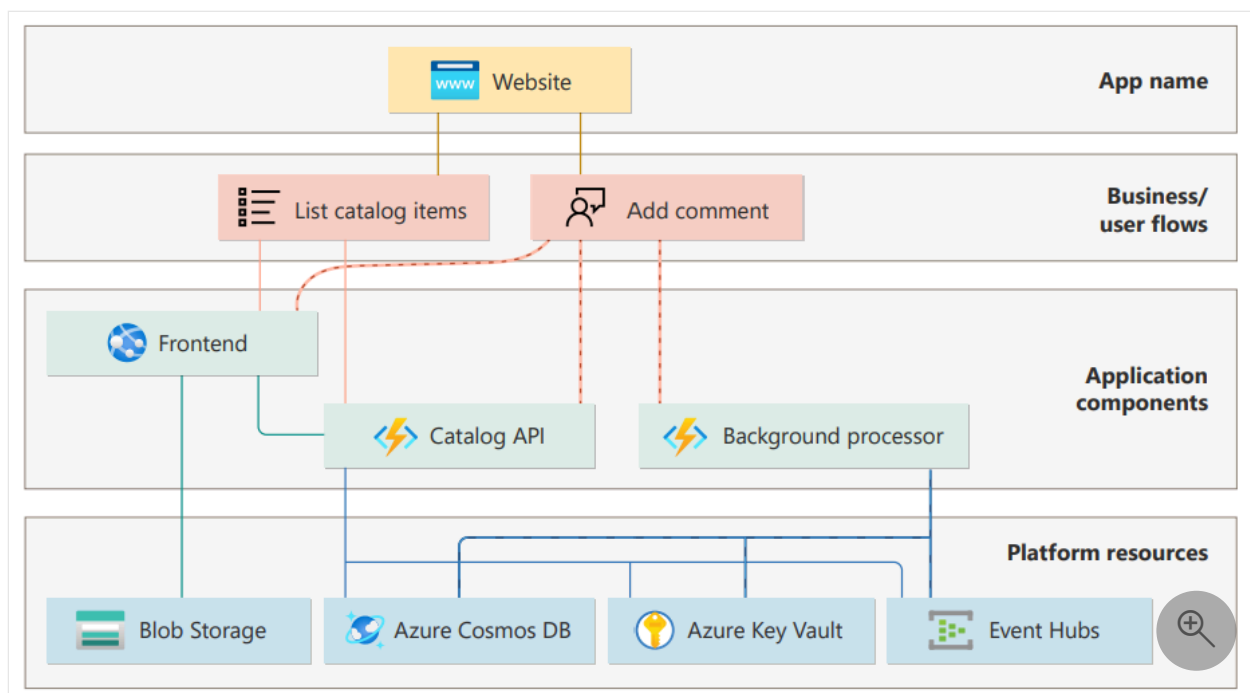 www
Website
App name
List catalog items
Add comment
Business/
user flows
Frontend
Application
components
Catalog API
Background processor
Platform resources
Blob Storage
Azure Cosmos DB
Azure Key Vault
Event Hubs